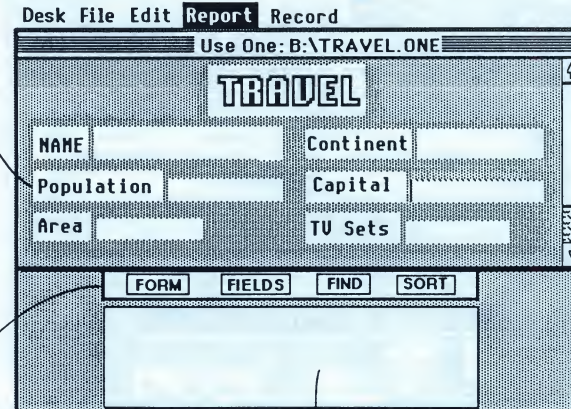 Desk File Edit Report Record
Use One: B:\TRAVEL.ONE
TRAVEL
NAME Continent
Population Capital
Area TV Sets
FORM FIELDS FIND SORT